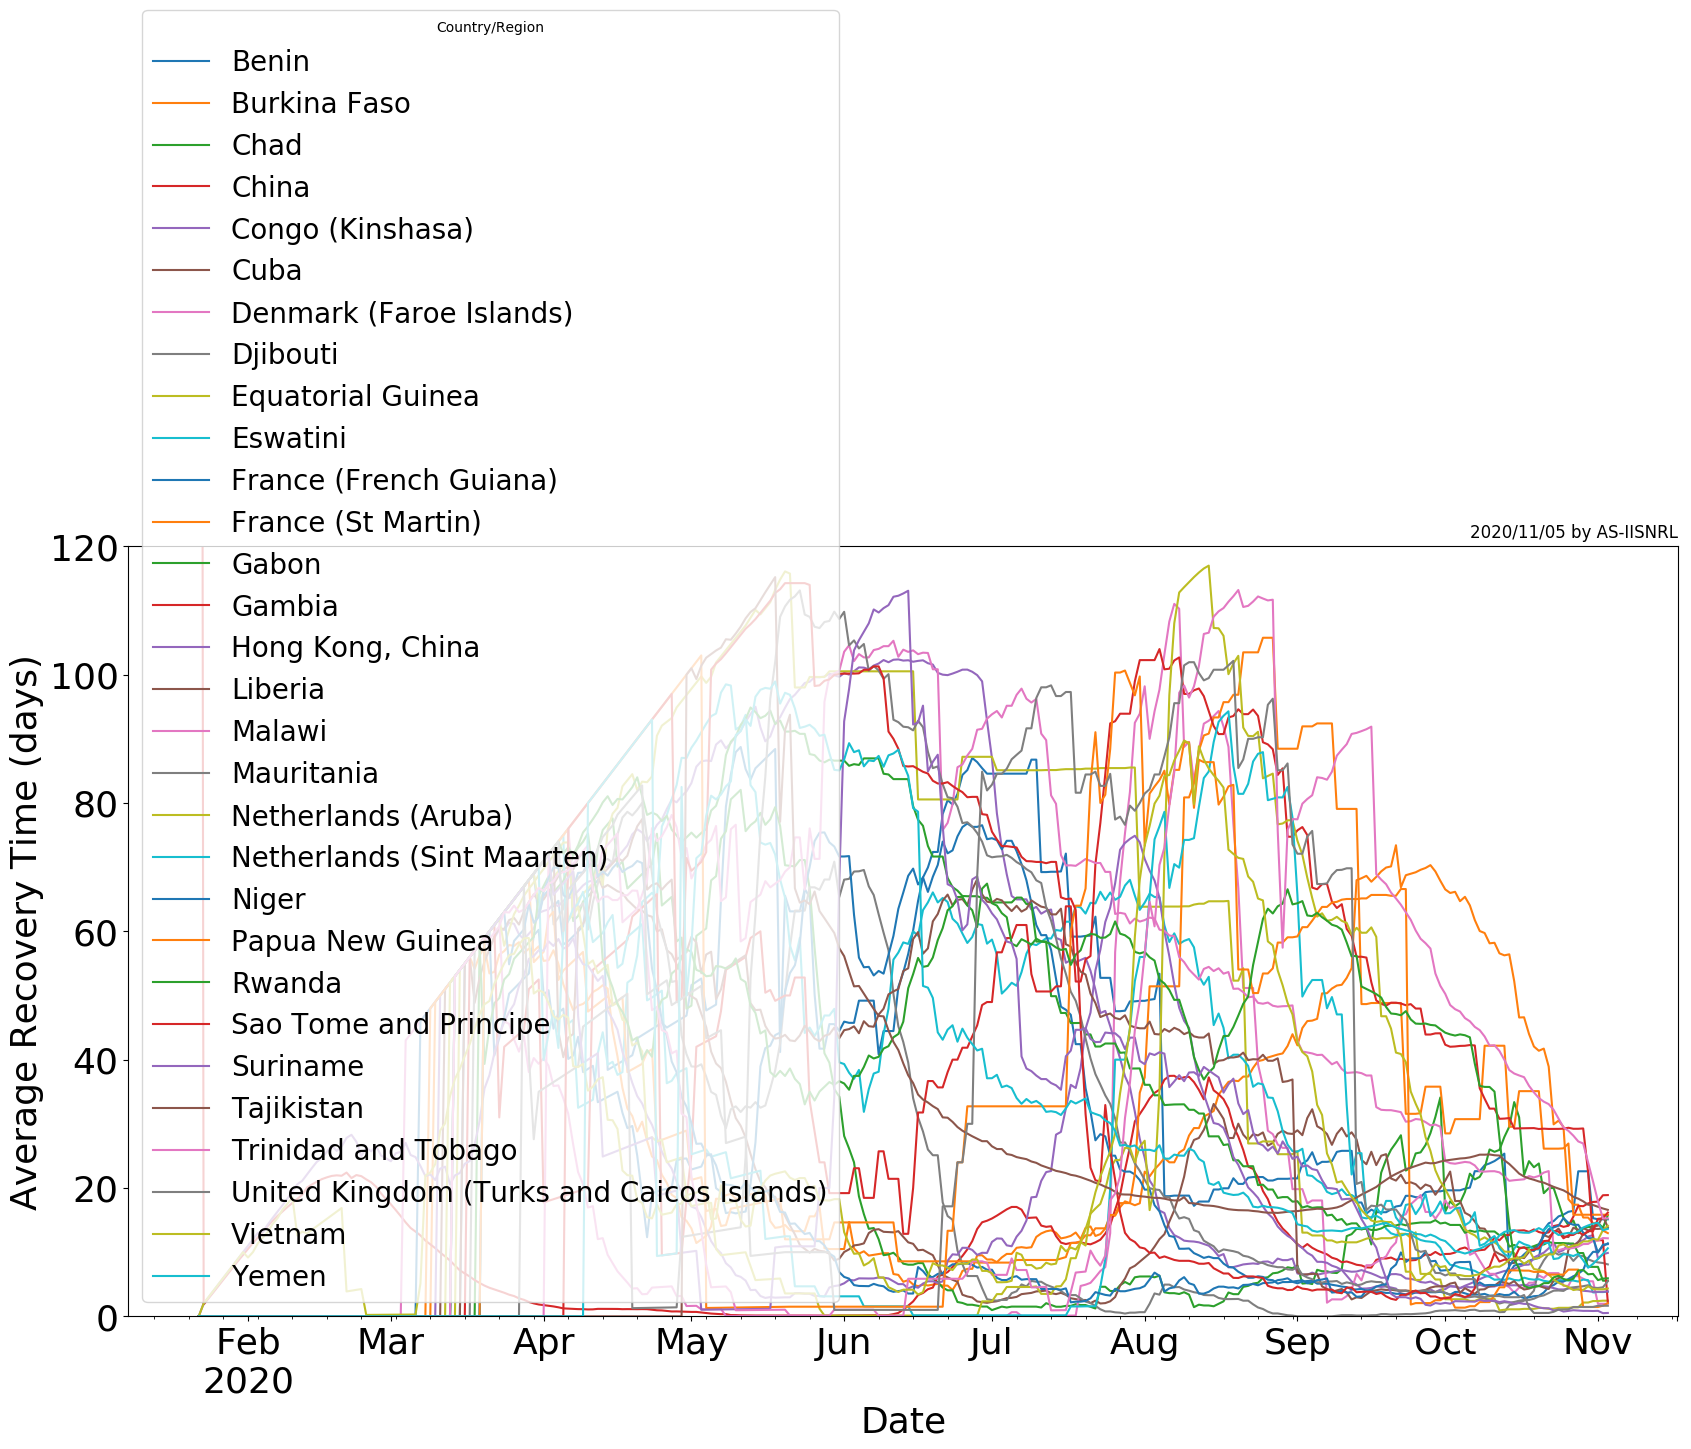 Country/Region
Benin
Burkina Faso
Chad
China
Congo (Kinshasa)
Cuba
Denmark (Faroe Islands)
Djibouti
Equatorial Guinea
Eswatini
France (French Guiana)
France (St Martin)
Gabon
Gambia
Hong Kong, China
Liberia
Malawi
Mauritania
Netherlands (Aruba)
Netherlands (Sint Maarten)
Niger
Papua New Guinea
Rwanda
Sao Tome and Principe
Suriname
Tajikistan
Trinidad and Tobago
United Kingdom (Turks and Caicos Islands)
Vietnam
Yemen
2020/11/05 by AS-IISNRL
Average Recovery Time (days)
120
100
80
60
40
20
0
Feb Mar Apr May Jun Jul Aug Sep Oct Nov
2020
Date